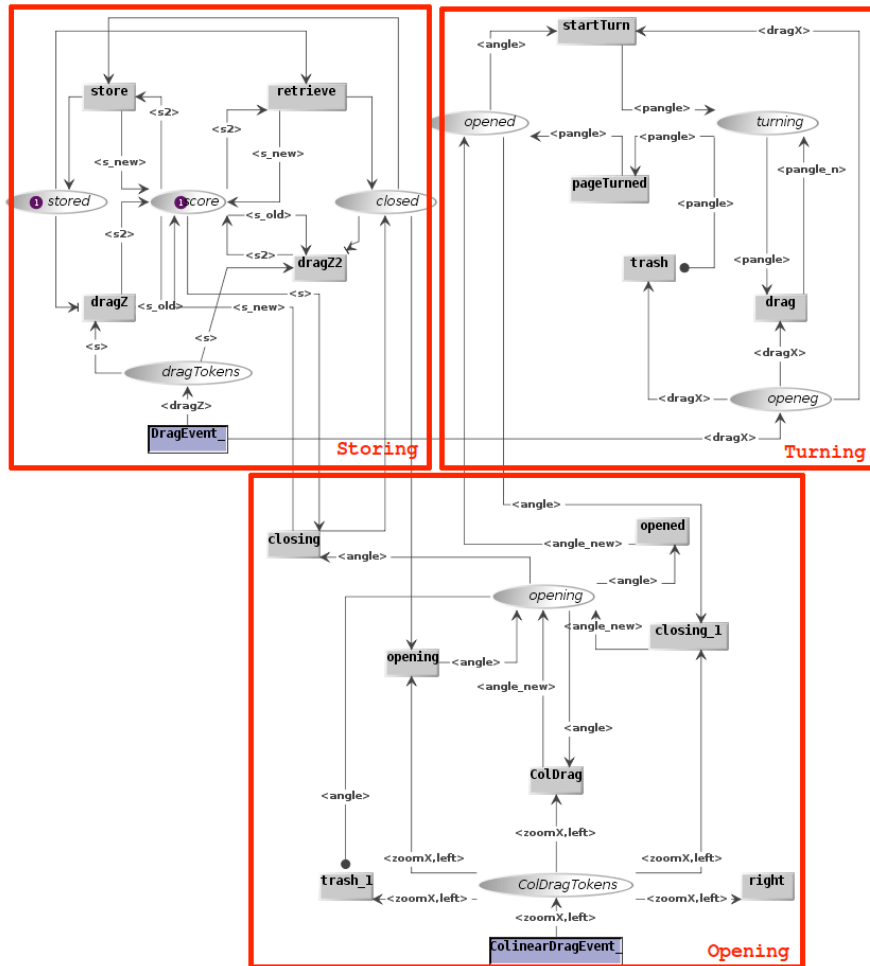 startTurn
<angle>
<dragX>
store
retrieve
<s2>
<s2>
<pangle>
opened
turning
<s_new>
<s_new>
<pangle>
<pangle>
<pangle_n>
pageTurned
1 stored
1 score
closed
<s_old>
<pangle>
<s2>
<s2>
dragZ2
trash
<pangle>
<s>
dragZ
<s_old>
<s_new>
drag
<s>
<s>
<dragX>
dragTokens
<dragX>
openeg
<dragZ>
DragEvent_
<dragX>
Storing
Turning
<angle>
opened
closing
<angle_new>
<angle>
<angle>
opening
<angle_new>
closing_1
opening
<angle>
<angle_new>
<angle>
ColDrag
<angle>
<zoomX,left>
<zoomX,left>
<zoomX,left>
trash_1
ColDragTokens
right
<zoomX,left>
<zoomX,left>
<zoomX,left>
ColinearDragEvent_
Opening